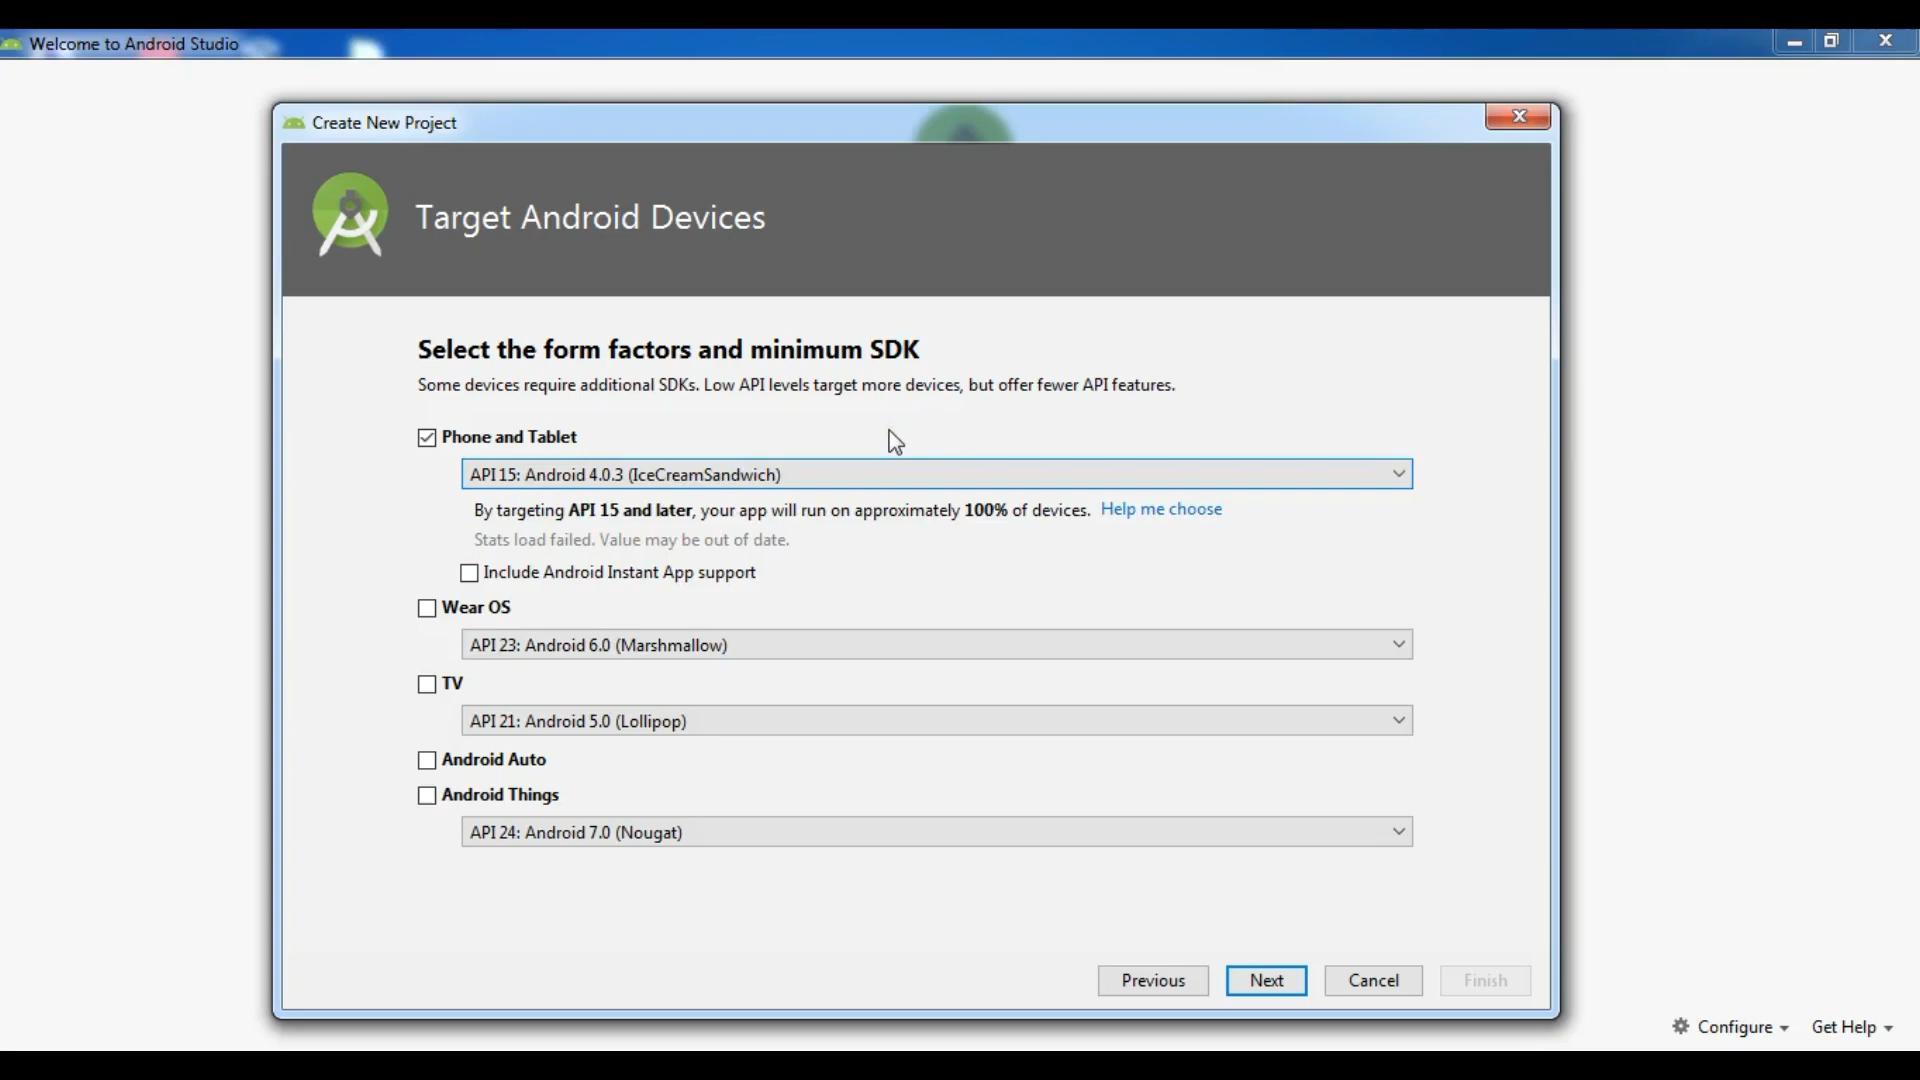 Welcome to Android Studio
Create New Project
Target Android Devices
Select the form factors and minimum SDK
Some devices require additional SDKs. Low API levels target more devices, but offer fewer API features.
Phone and Tablet
API 15: Android 4.0.3 (IceCreamSandwich)
By targeting API 15 and later, your app will run on approximately 100% of devices. Help me choose
Stats load failed. Value may be out of date.
Include Android Instant App support
Wear OS
API 23: Android 6.0 (Marshmallow)
TV
API 21: Android 5.0 (Lollipop)
Android Auto
Android Things
API 24: Android 7.0 (Nougat)
Previous Next Cancel Finish
Configure Get Help